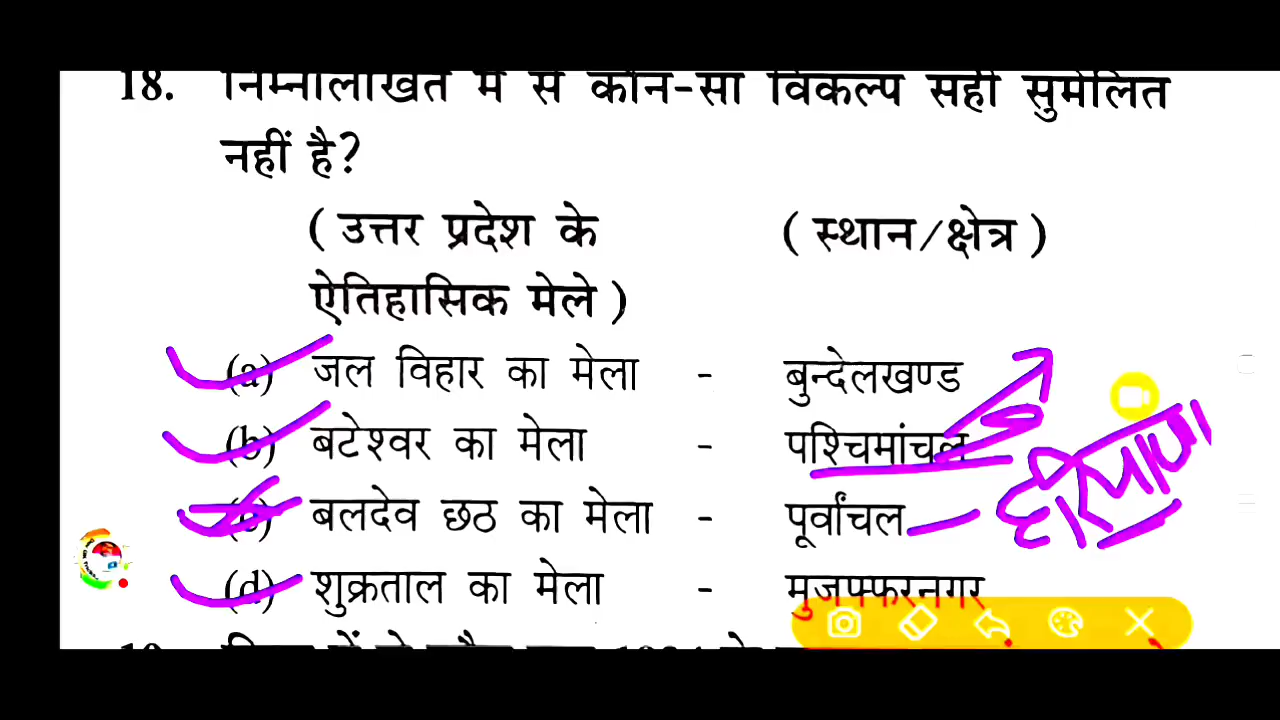 18. निम्नलिखित में से कौन-सा विकल्प सही सुमेलित
नहीं है?
( उत्तर प्रदेश के ( स्थान/क्षेत्र )
ऐतिहासिक मेले )
(a) जल विहार का मेला - बुन्देलखण्ड
(b) बटेश्वर का मेला - पश्चिमांचल
(c) बलदेव छठ का मेला - पूर्वांचल
(d) शुक्रताल का मेला - मुजफ्फरनगर